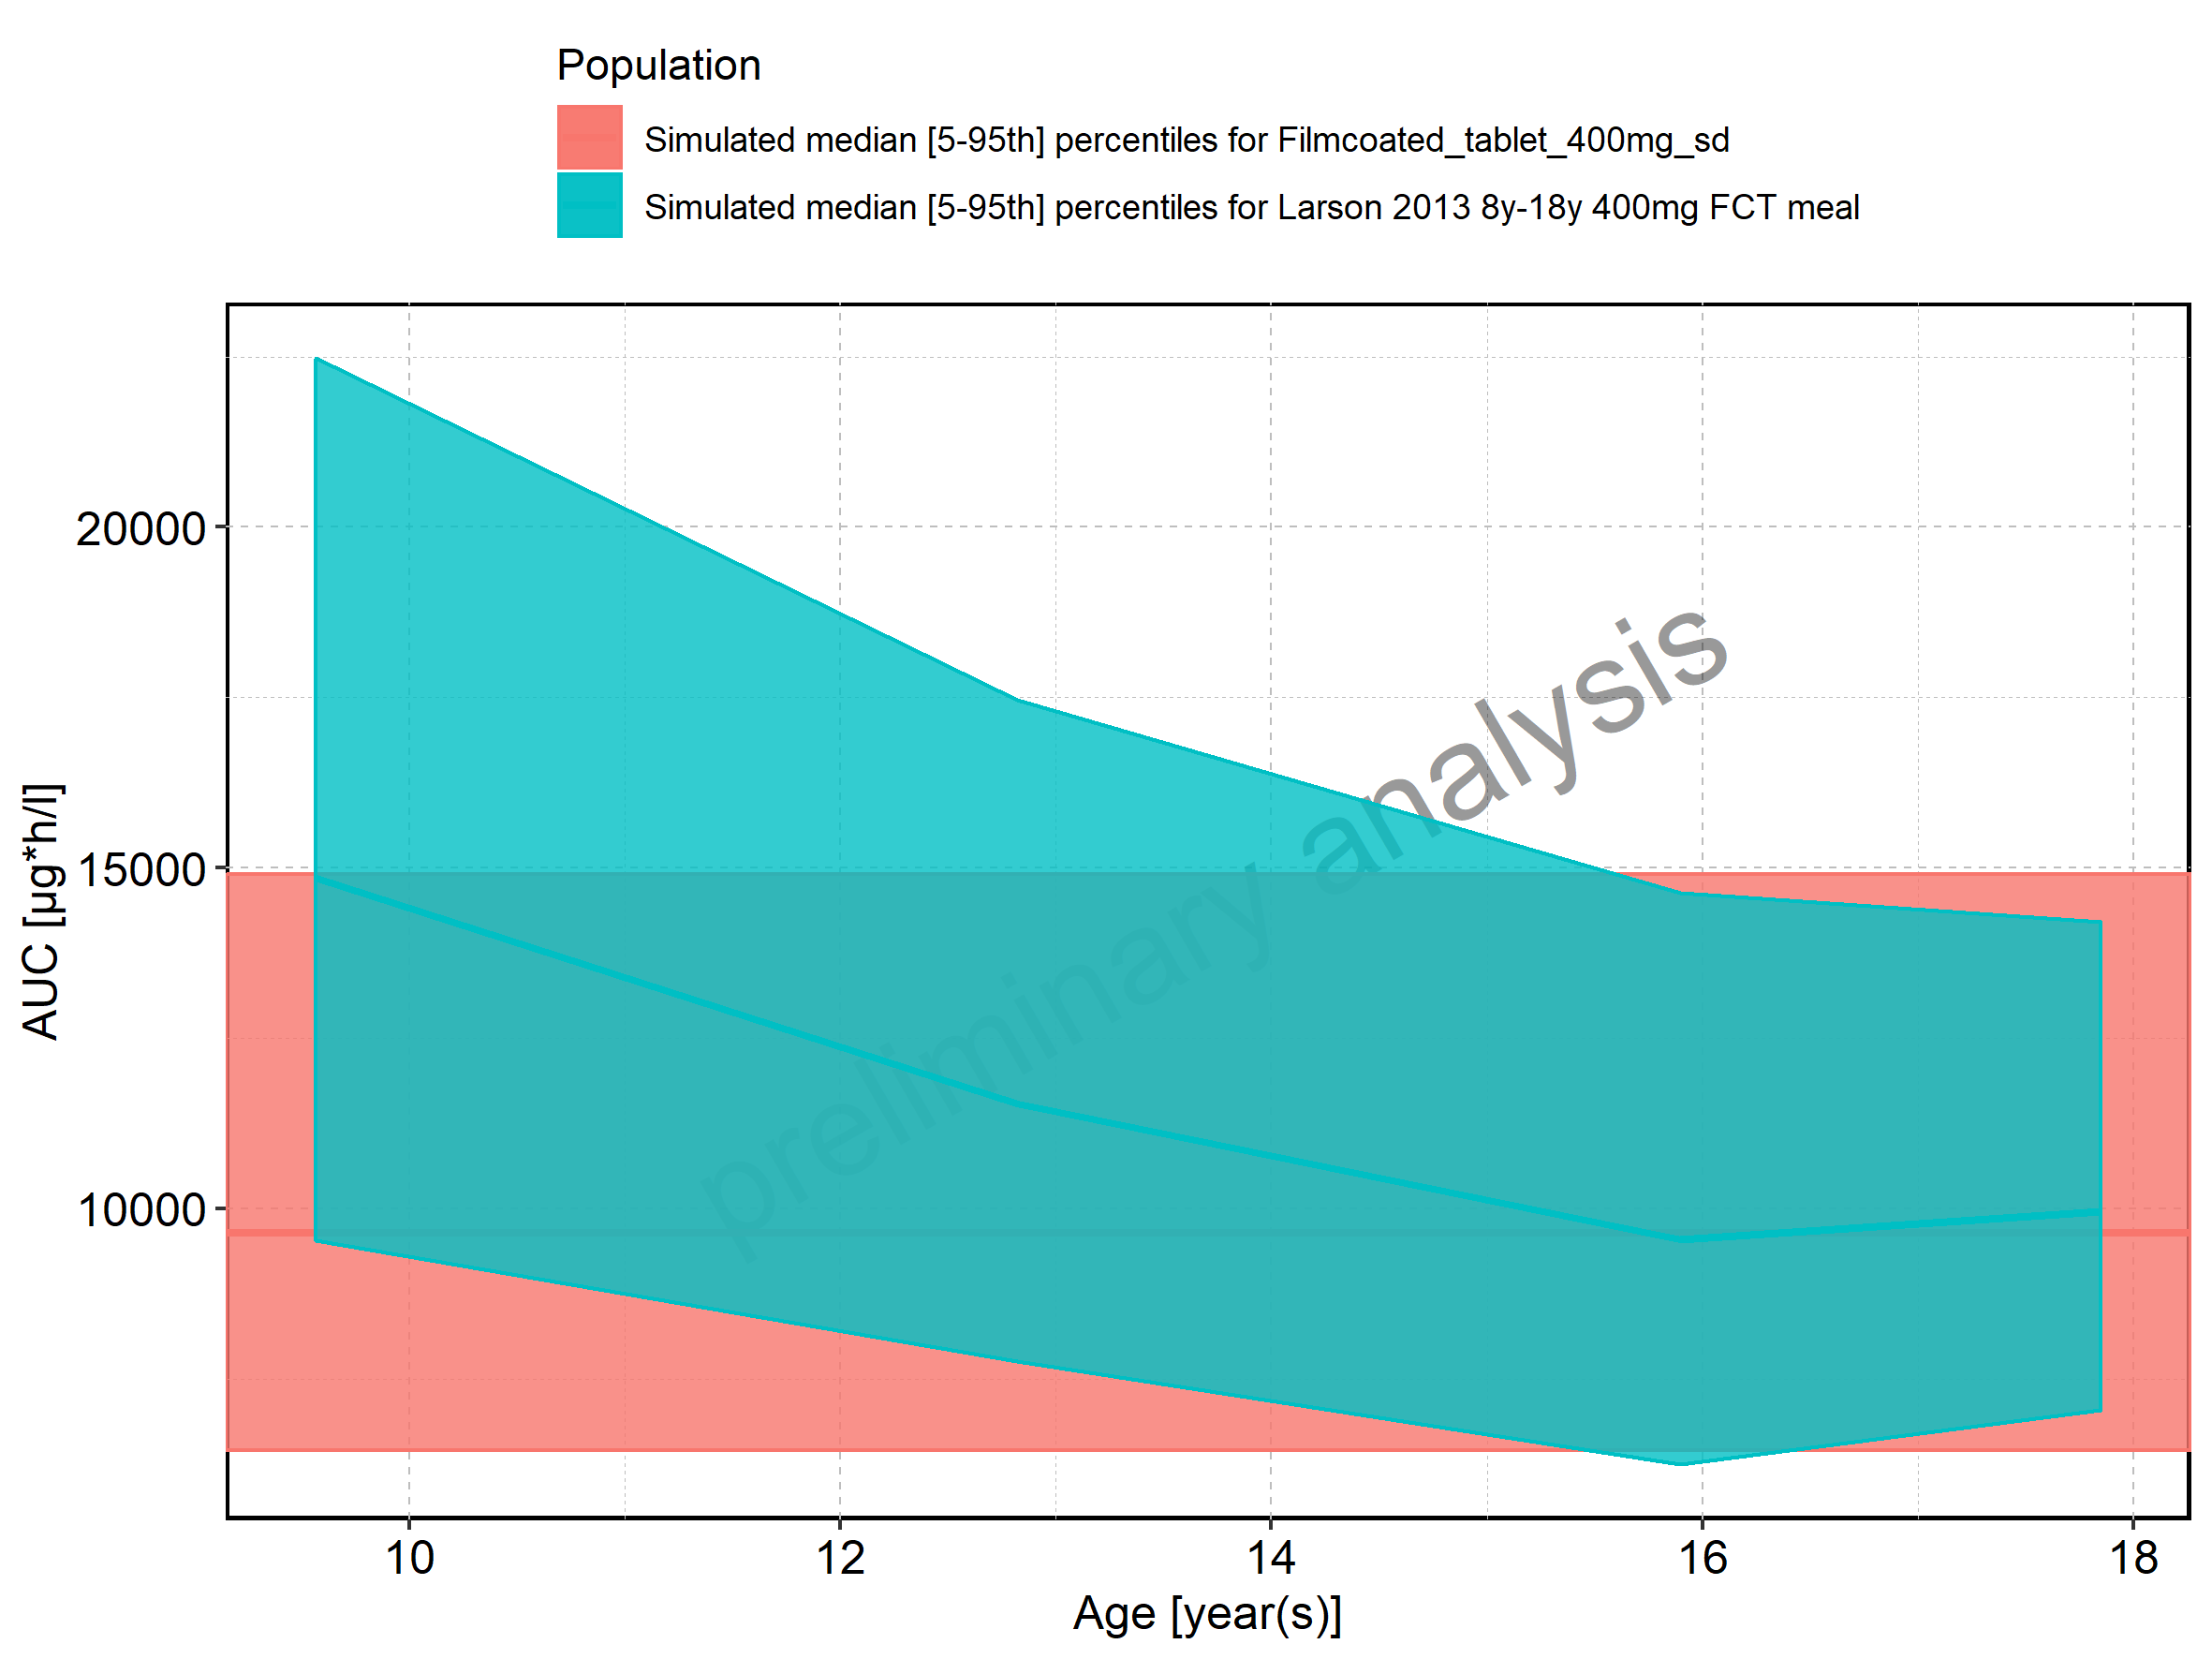 Population
Simulated median [5-95th] percentiles for Filmcoated_tablet_400mg_sd
Simulated median [5-95th] percentiles for Larson 2013 8y-18y 400mg FCT meal
20000
15000
10000
AUC [µg*h/l]
preliminary analysis
10 12 14 16 18
Age [year(s)]